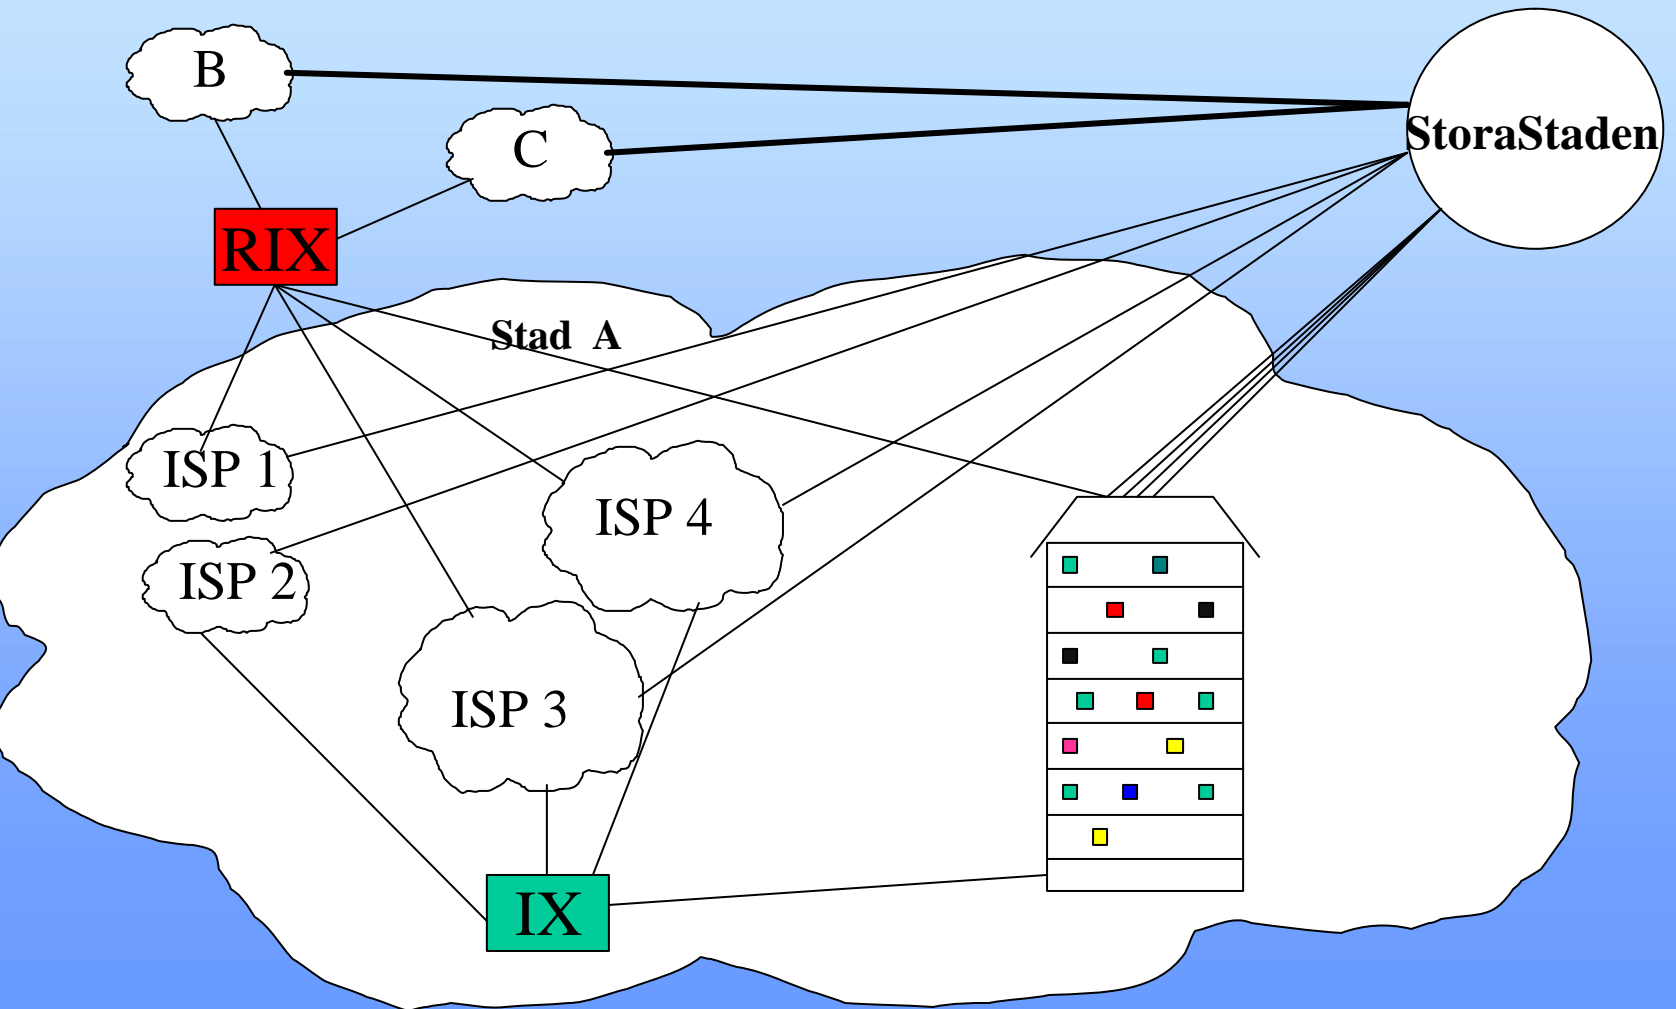 B
C
StoraStaden
RIX
Stad A
ISP 1
ISP 4
ISP 2
ISP 3
IX